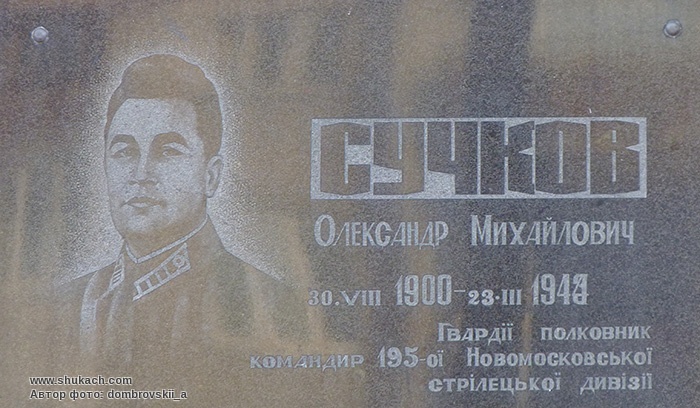 СУЧКОВ
Олександр Михайлович
30.VIII 1900-23.III
Гвардії полковник
командир 195-ої Новомосковської
стрілецької дивізії
www.shukach.com
Автор фото: dombrovskii_a